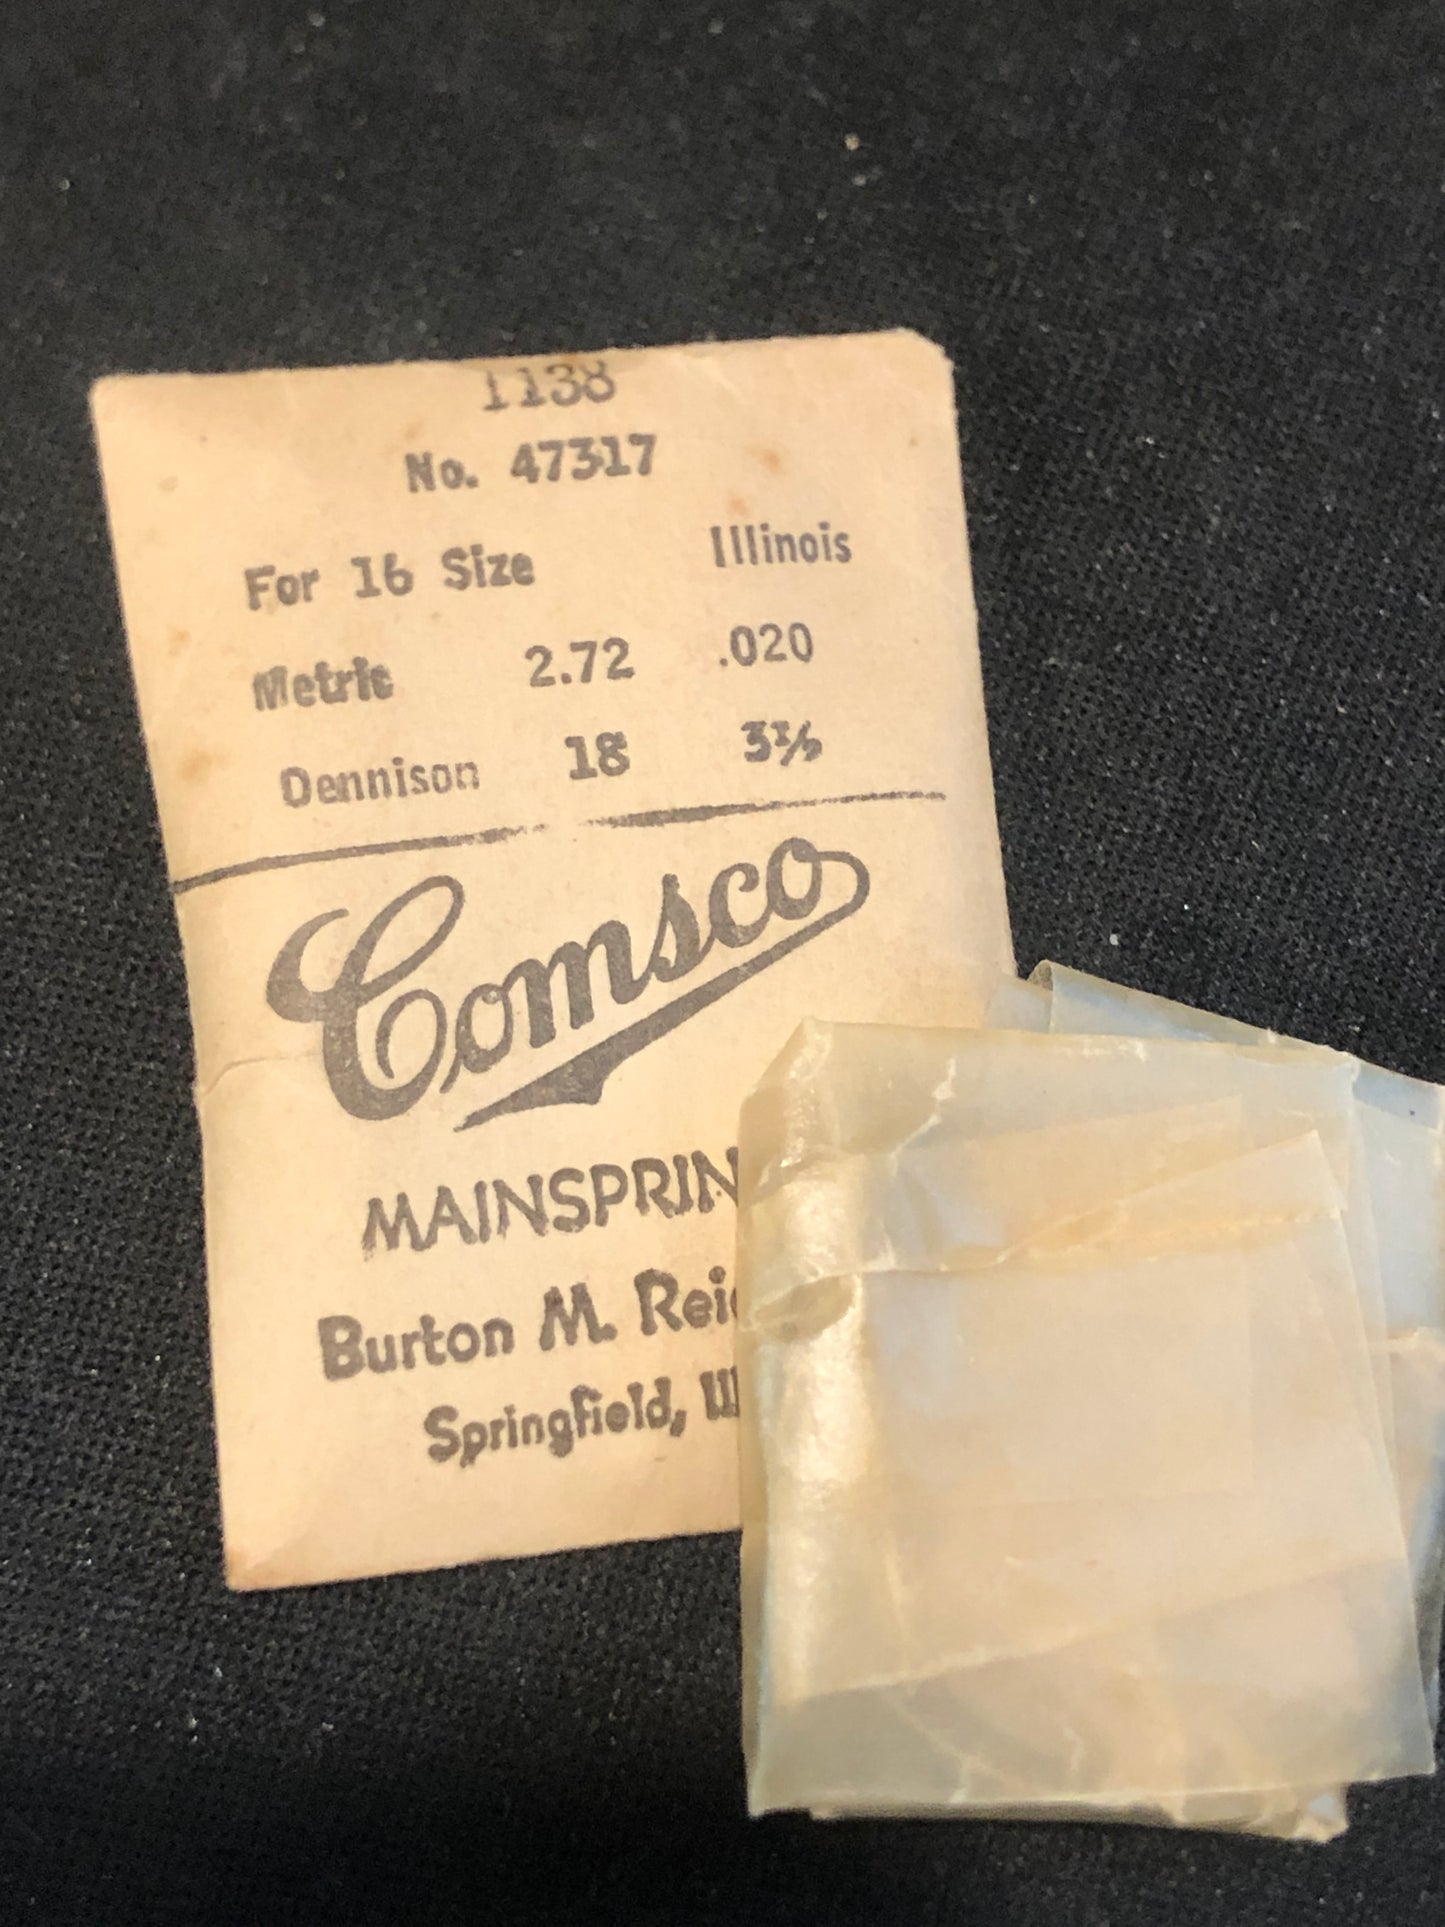 1138
No. 47317
For 16 Size Illinois
Metric 2.72 .020
Dennison 18 3½
Comsco
MAINSPRIN
Burton M. Rei
Springfield, Ill